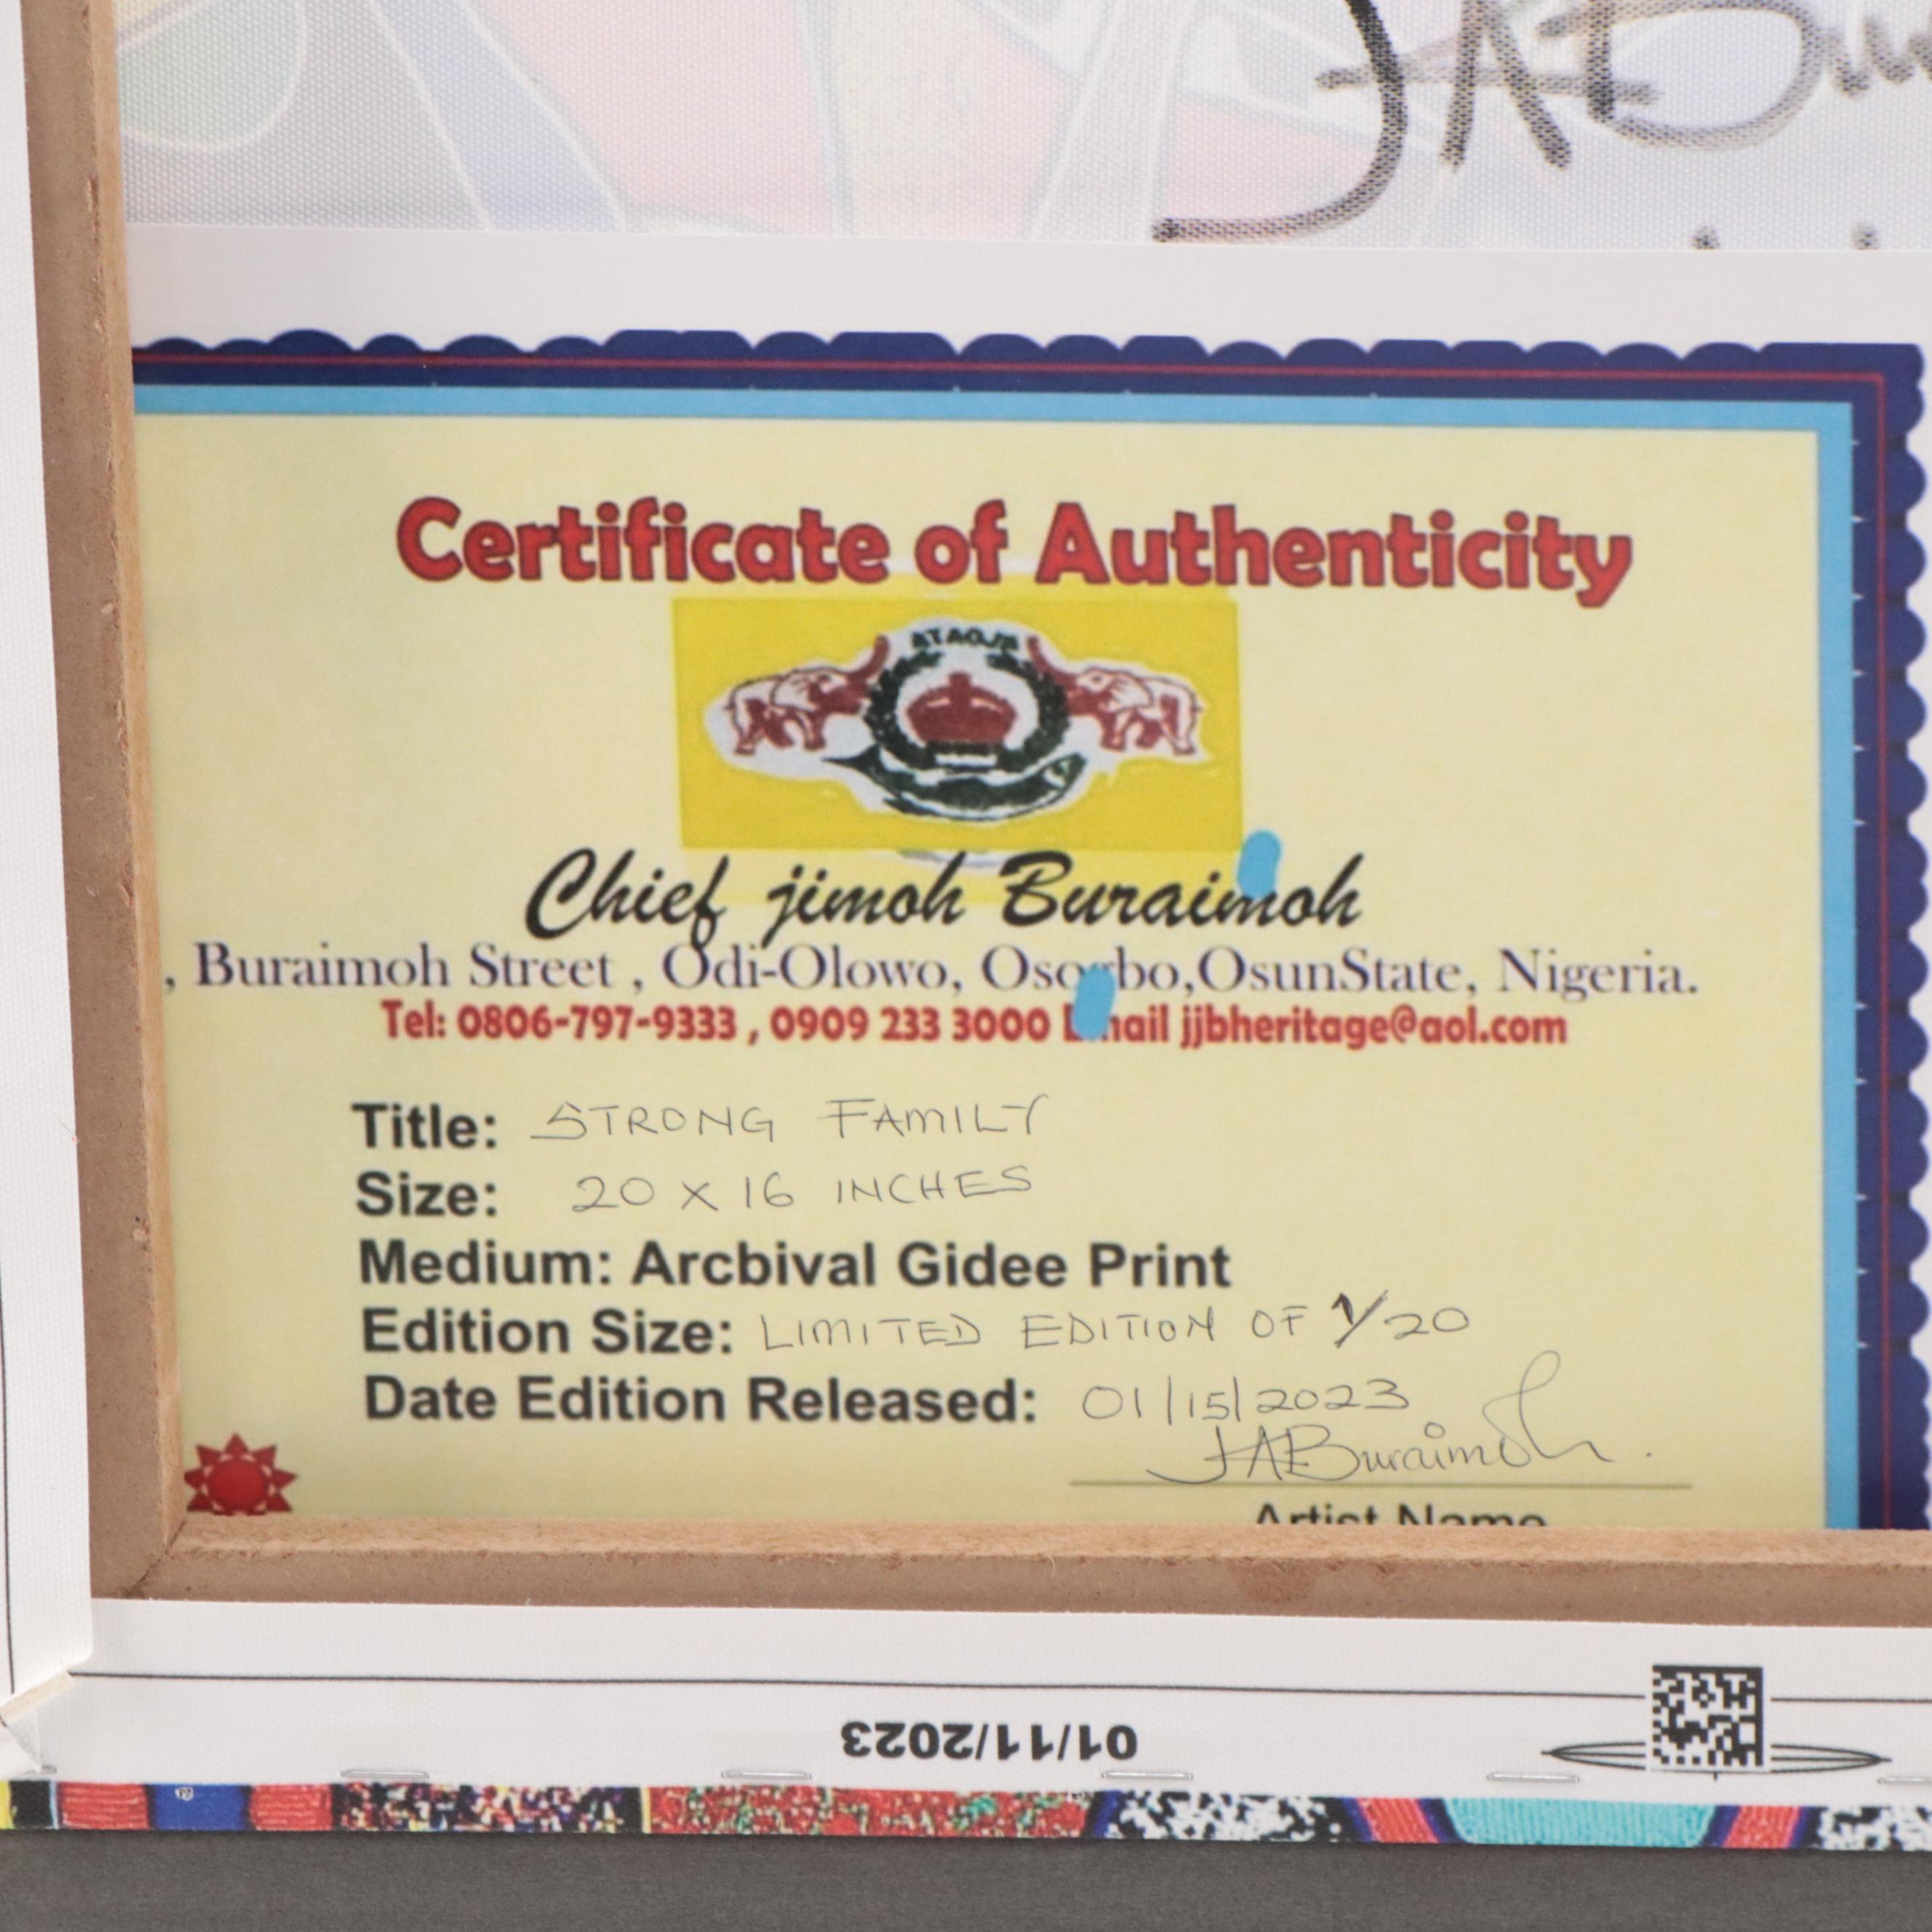 JABu
Certificate of Authenticity
ATAOJA
Chief jimoh Buraimoh
, Buraimoh Street , Odi-Olowo, Osogbo,OsunState, Nigeria.
Tel: 0806-797-9333 , 0909 233 3000 Email jjbheritage@aol.com
Title: STRONG FAMILY
Size: 20 X 16 INCHES
Medium: Arcbival Gidee Print
Edition Size: LIMITED EDITION OF 1/20
Date Edition Released: 01/15/2023
JABuraimoh.
Artist Name
01/11/2023